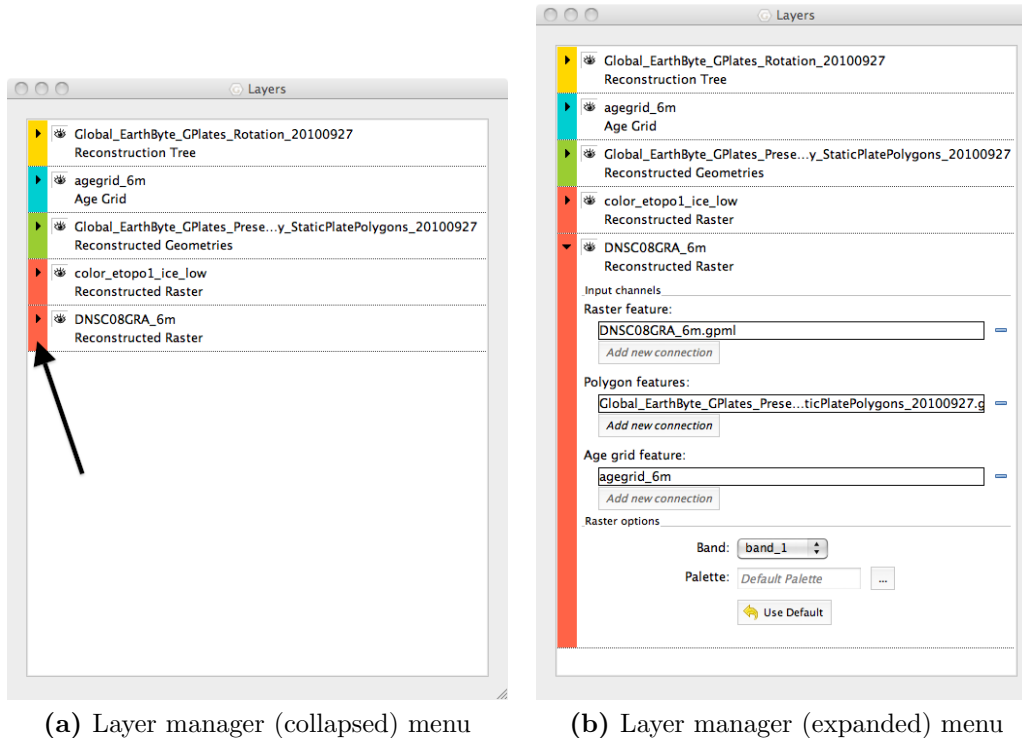 Layers
Global_EarthByte_GPlates_Rotation_20100927
Reconstruction Tree
agegrid_6m
Age Grid
Global_EarthByte_GPlates_Prese...y_StaticPlatePolygons_20100927
Reconstructed Geometries
color_etopo1_ice_low
Reconstructed Raster
DNSC08GRA_6m
Reconstructed Raster
(a) Layer manager (collapsed) menu
Layers
Global_EarthByte_GPlates_Rotation_20100927
Reconstruction Tree
agegrid_6m
Age Grid
Global_EarthByte_GPlates_Prese...y_StaticPlatePolygons_20100927
Reconstructed Geometries
color_etopo1_ice_low
Reconstructed Raster
DNSC08GRA_6m
Reconstructed Raster
Input channels
Raster feature:
DNSC08GRA_6m.gpml
Add new connection
Polygon features:
Global_EarthByte_GPlates_Prese...ticPlatePolygons_20100927.g
Add new connection
Age grid feature:
agegrid_6m
Add new connection
Raster options
Band: band_1
Palette: Default Palette ...
Use Default
(b) Layer manager (expanded) menu